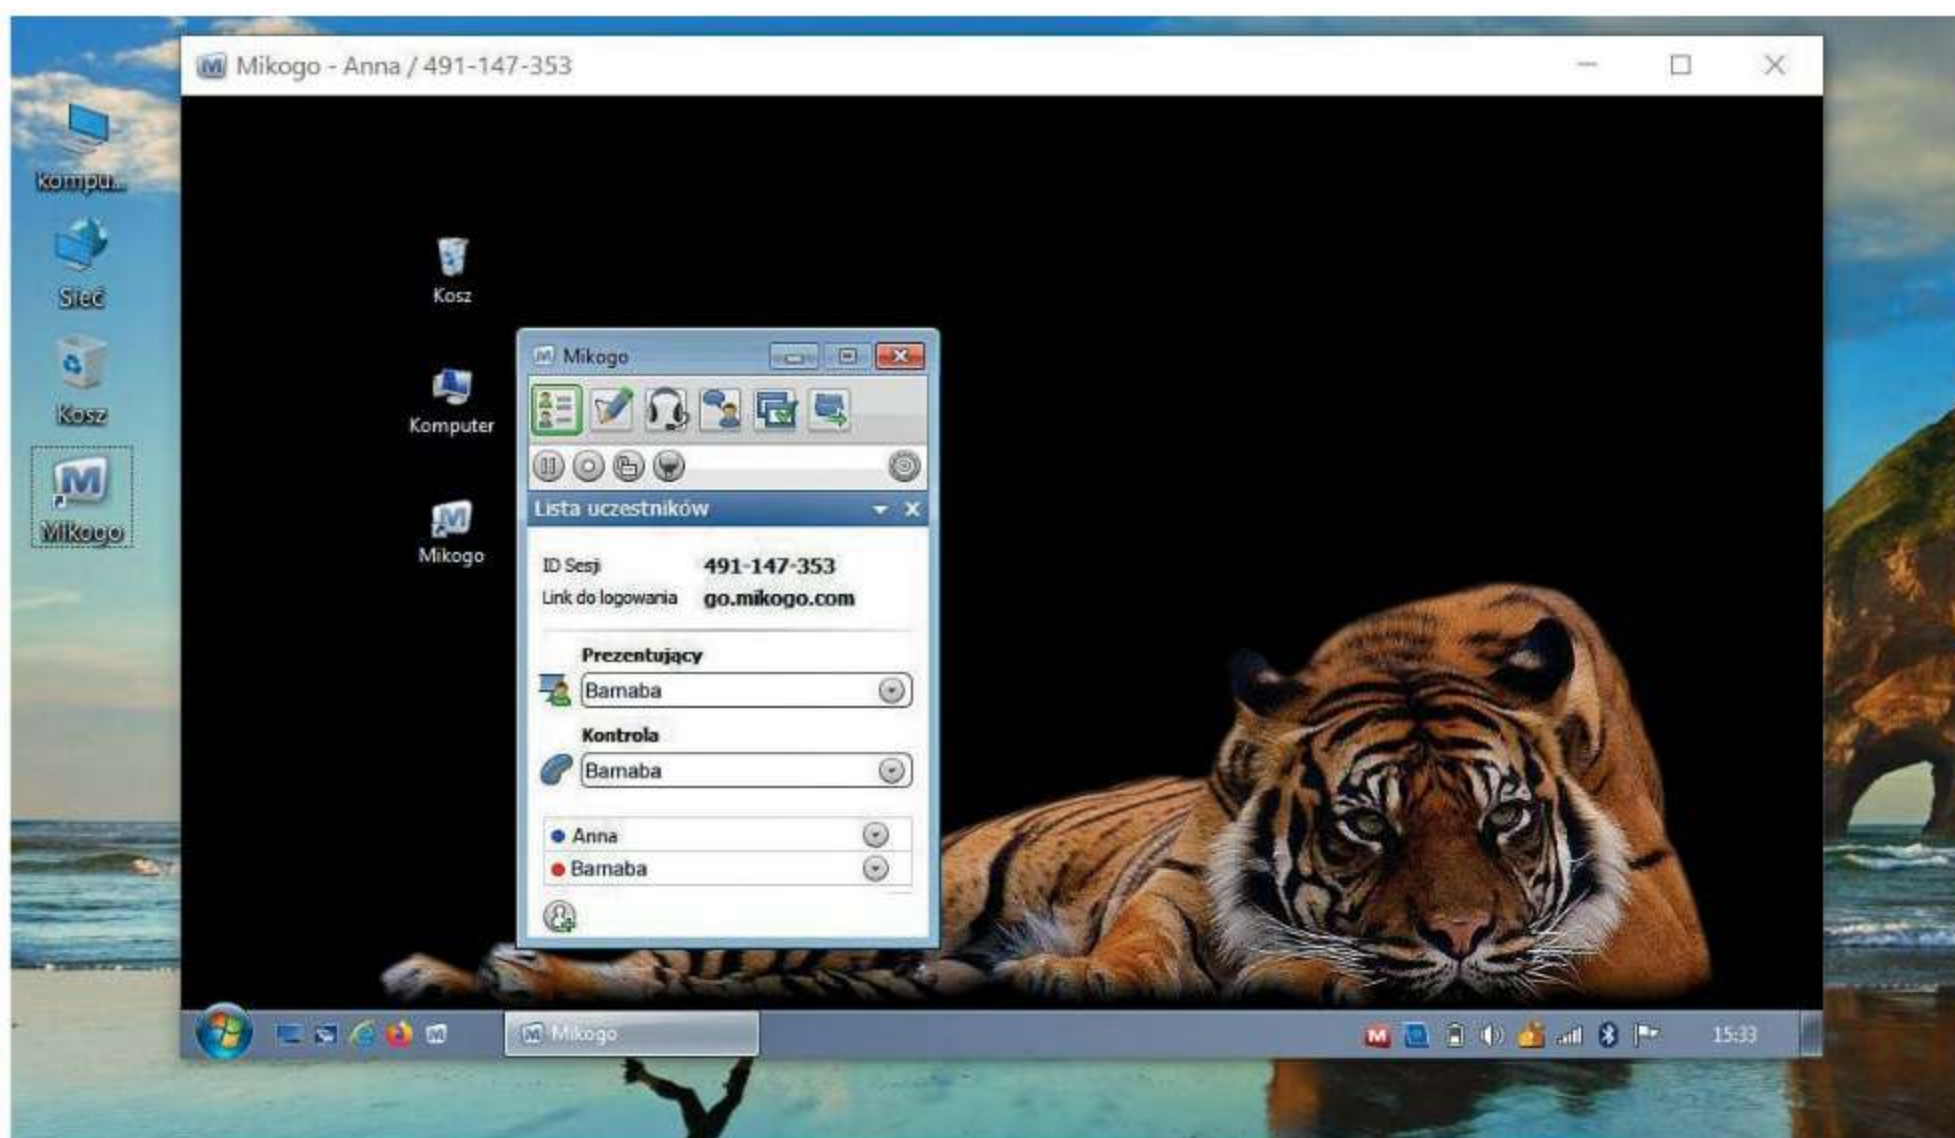 Mikogo - Anna / 491-147-353
kompu...
Sieć
Kosz
Mikogo
Kosz
Komputer
Mikogo
Mikogo
Lista uczestników
ID Sesji 491-147-353
Link do logowania go.mikogo.com
Prezentujący
Barnaba
Kontrola
Barnaba
Anna
Barnaba
Mikogo
15:33